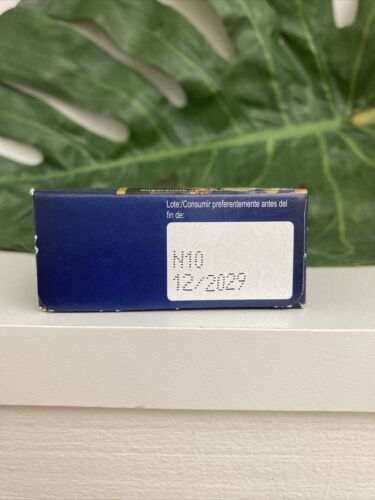 Lote:/Consumir preferentemente antes del
fin de:
N10
12/2029